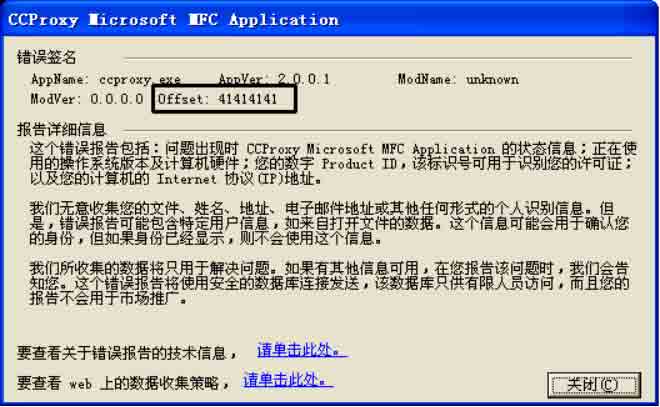 CCProxy Microsoft MFC Application
错误签名
AppName: ccproxy.exe AppVer: 2.0.0.1 ModName: unknown
ModVer: 0.0.0.0 Offset: 41414141
报告详细信息
这个错误报告包括：问题出现时 CCProxy Microsoft MFC Application 的状态信息；正在使
用的操作系统版本及计算机硬件；您的数字 Product ID，该标识号可用于识别您的许可证；
以及您的计算机的 Internet 协议(IP)地址。
我们无意收集您的文件、姓名、地址、电子邮件地址或其他任何形式的个人识别信息。但
是，错误报告可能包含特定用户信息，如来自打开文件的数据。这个信息可能会用于确认您
的身份，但如果身份已经显示，则不会使用这个信息。
我们所收集的数据将只用于解决问题。如果有其他信息可用，在您报告该问题时，我们会告
知您。这个错误报告将使用安全的数据库连接发送，该数据库只供有限人员访问，而且您的
报告不会用于市场推广。
要查看关于错误报告的技术信息， 请单击此处。
要查看 web 上的数据收集策略， 请单击此处。
关闭(C)